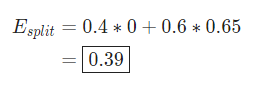 E_split = 0.4 * 0 + 0.6 * 0.65
= 0.39